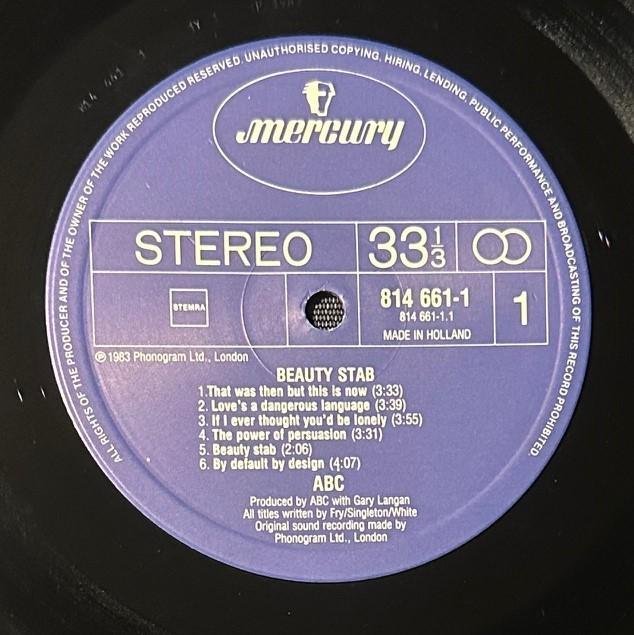 ALL RIGHTS OF THE PRODUCER AND OF THE OWNER OF THE WORK REPRODUCED RESERVED. UNAUTHORISED COPYING, HIRING, LENDING, PUBLIC PERFORMANCE AND BROADCASTING OF THIS RECORD PROHIBITED.
mercury
STEREO 33 1/3
STEMRA
814 661-1 1
814 661-1.1
MADE IN HOLLAND
℗ 1983 Phonogram Ltd., London
BEAUTY STAB
1.That was then but this is now (3:33)
2. Love's a dangerous language (3:39)
3. If I ever thought you'd be lonely (3:55)
4. The power of persuasion (3:31)
5. Beauty stab (2:06)
6. By default by design (4:07)
ABC
Produced by ABC with Gary Langan
All titles written by Fry/Singleton/White
Original sound recording made by
Phonogram Ltd., London